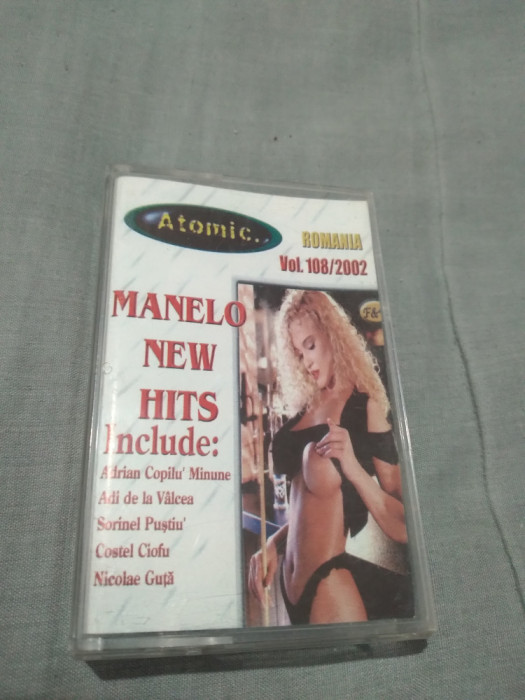 Atomic..
ROMANIA
Vol. 108/2002
MANELO
NEW
HITS
Include:
Adrian Copilu' Minune
Adi de la Vâlcea
Sorinel Puștiu'
Costel Ciofu
Nicolae Guță